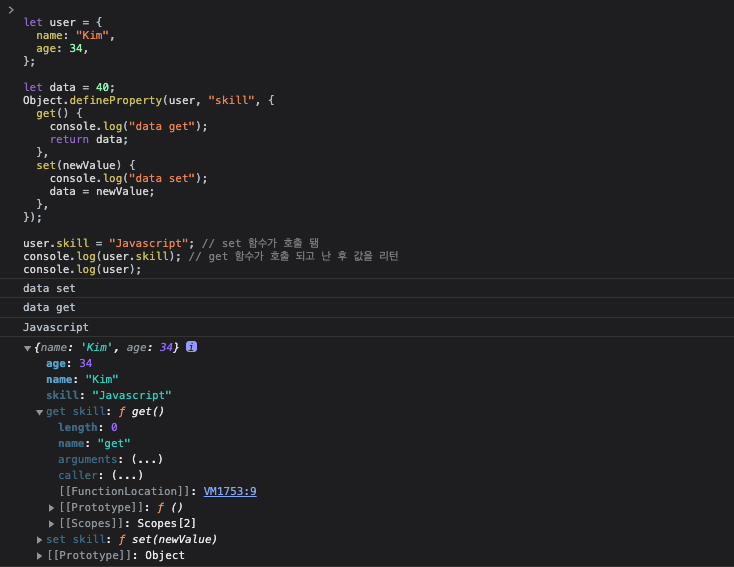 let user = {
  name: "Kim",
  age: 34,
};

let data = 40;
Object.defineProperty(user, "skill", {
  get() {
    console.log("data get");
    return data;
  },
  set(newValue) {
    console.log("data set");
    data = newValue;
  },
});

user.skill = "Javascript"; // set 함수가 호출 됌
console.log(user.skill); // get 함수가 호출 되고 난 후 값을 리턴
console.log(user);
data set
data get
Javascript
{name: 'Kim', age: 34} i
age: 34
name: "Kim"
skill: "Javascript"
get skill: ƒ get()
length: 0
name: "get"
arguments: (...)
caller: (...)
[[FunctionLocation]]: VM1753:9
[[Prototype]]: ƒ ()
[[Scopes]]: Scopes[2]
set skill: ƒ set(newValue)
[[Prototype]]: Object